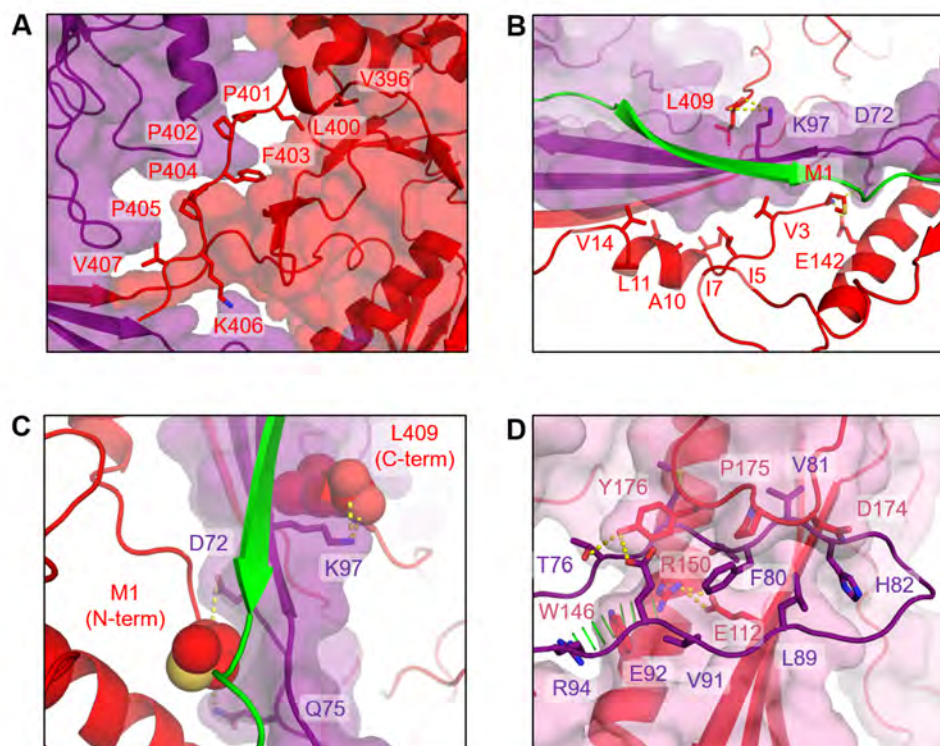 A
P401
V396
P402
L400
F403
P404
P405
V407
K406
B
L409
K97
D72
M1
V14
V3
L11
E142
A10
I7
I5
C
L409
(C-term)
D72
K97
M1
(N-term)
Q75
D
P175
V81
Y176
D174
T76
R150
F80
H82
W146
E112
L89
R94
E92
V91